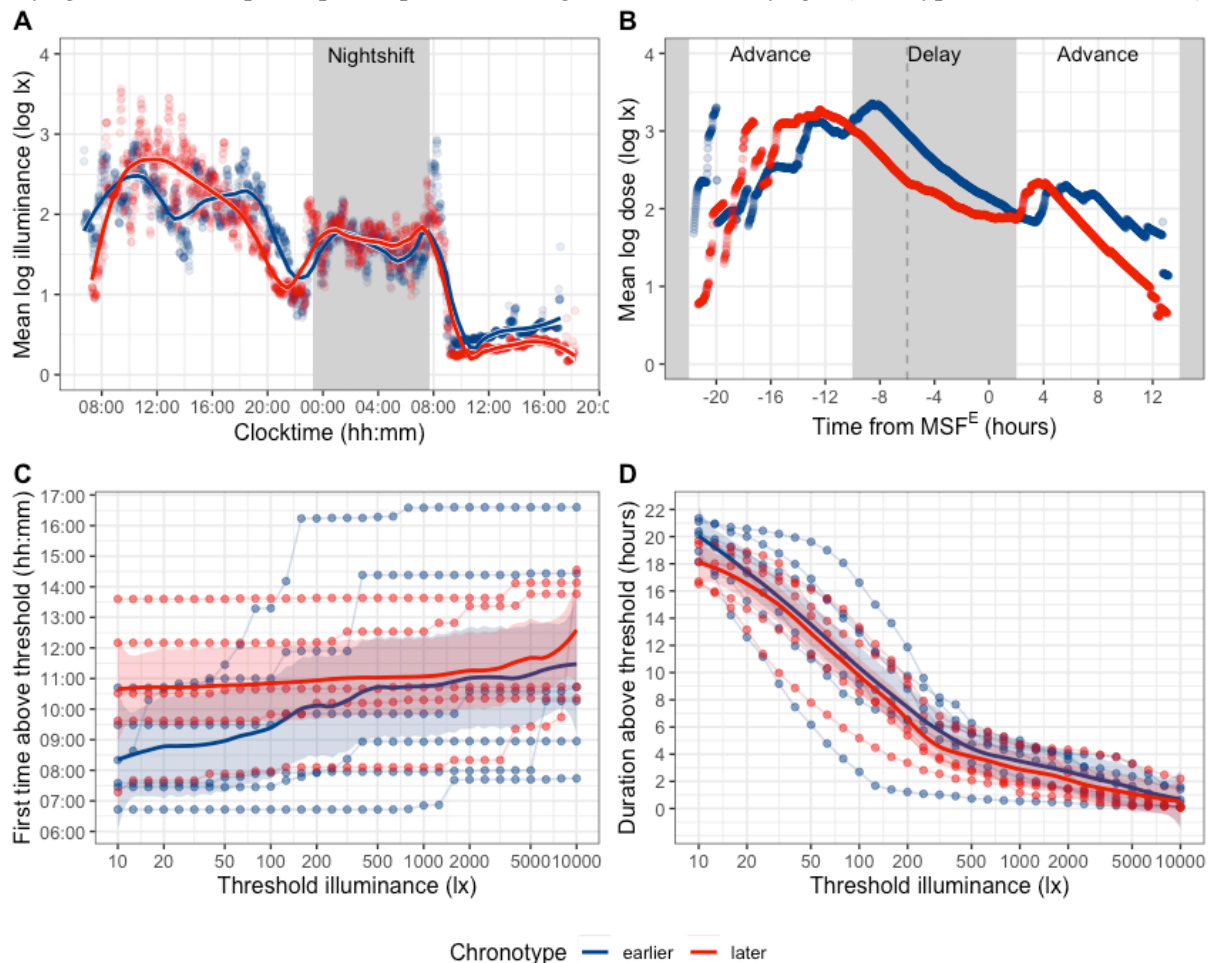 A
Nightshift
4
3
2
1
0
Mean log illuminance (log lx)
08:00 12:00 16:00 20:00 00:00 04:00 08:00 12:00 16:00
Clocktime (hh:mm)
B
Advance Delay Advance
4
3
2
1
0
Mean log dose (log lx)
-20 -16 -12 -8 -4 0 4 8 12
Time from MSF^E (hours)
C
17:00
16:00
15:00
14:00
13:00
12:00
11:00
10:00
09:00
08:00
07:00
06:00
First time above threshold (hh:mm)
10 20 50 100 200 500 1000 2000 5000 10000
Threshold illuminance (lx)
D
22
20
18
16
14
12
10
8
6
4
2
0
Duration above threshold (hours)
10 20 50 100 200 500 1000 2000 5000 10000
Threshold illuminance (lx)
Chronotype earlier later